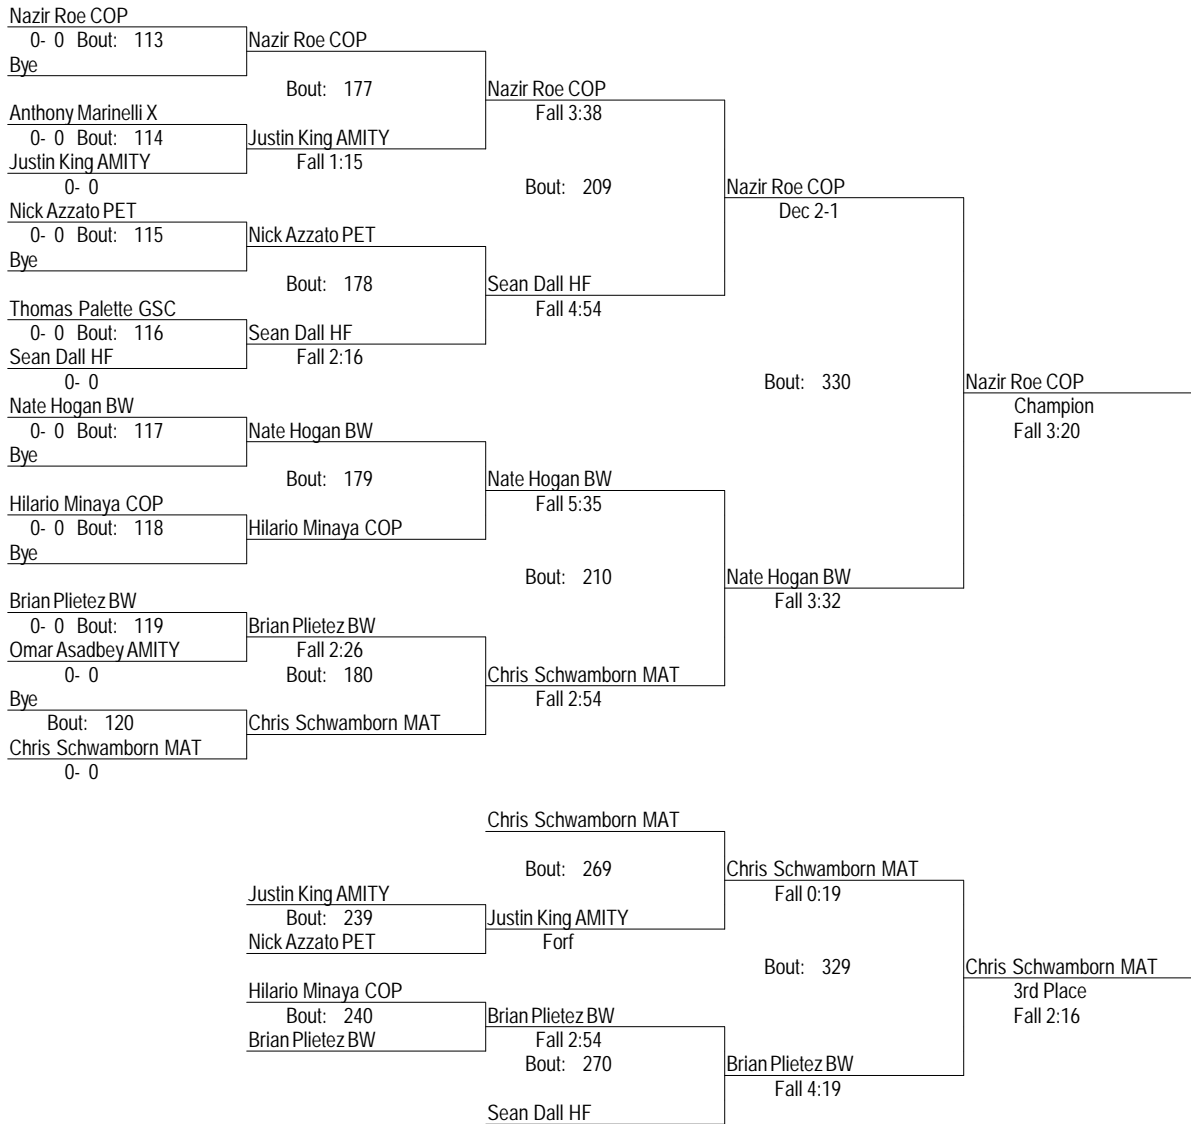 Nazir Roe COP
0- 0 Bout: 113
Nazir Roe COP
Bye
Bout: 177
Nazir Roe COP
Anthony Marinelli X
Fall 3:38
0- 0 Bout: 114
Justin King AMITY
Justin King AMITY
Fall 1:15
0- 0
Bout: 209
Nazir Roe COP
Nick Azzato PET
Dec 2-1
0- 0 Bout: 115
Nick Azzato PET
Bye
Bout: 178
Sean Dall HF
Thomas Palette GSC
Fall 4:54
0- 0 Bout: 116
Sean Dall HF
Sean Dall HF
Fall 2:16
0- 0
Bout: 330
Nazir Roe COP
Nate Hogan BW
Champion
0- 0 Bout: 117
Nate Hogan BW
Fall 3:20
Bye
Bout: 179
Nate Hogan BW
Hilario Minaya COP
Fall 5:35
0- 0 Bout: 118
Hilario Minaya COP
Bye
Bout: 210
Nate Hogan BW
Brian Plietez BW
Fall 3:32
0- 0 Bout: 119
Brian Plietez BW
Omar Asadbey AMITY
Fall 2:26
0- 0
Bout: 180
Chris Schwamborn MAT
Bye
Fall 2:54
Bout: 120
Chris Schwamborn MAT
Chris Schwamborn MAT
0- 0
Chris Schwamborn MAT
Bout: 269
Chris Schwamborn MAT
Justin King AMITY
Fall 0:19
Bout: 239
Justin King AMITY
Nick Azzato PET
Forf
Bout: 329
Chris Schwamborn MAT
Hilario Minaya COP
3rd Place
Bout: 240
Brian Plietez BW
Fall 2:16
Brian Plietez BW
Fall 2:54
Bout: 270
Brian Plietez BW
Fall 4:19
Sean Dall HF